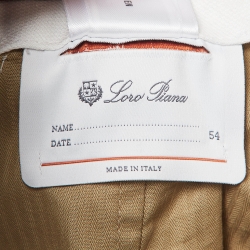 Loro Piana
NAME
DATE 54
MADE IN ITALY